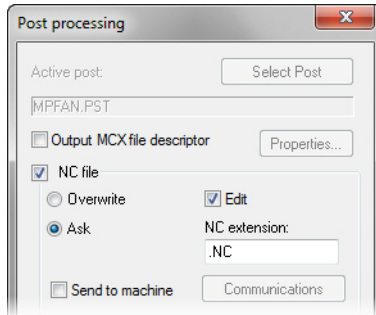 Post processing
Active post:
Select Post
MPFAN.PST
Output MCX file descriptor
Properties...
NC file
Overwrite
Edit
Ask
NC extension:
.NC
Send to machine
Communications